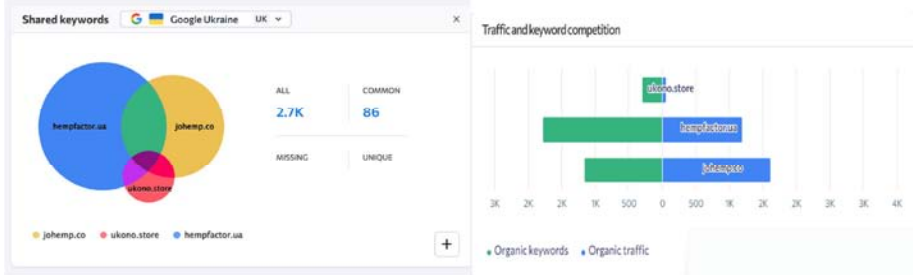 Shared keywords G Google Ukraine UK
×
hempfactor.ua
johemp.co
ukono.store
ALL
COMMON
2.7K
86
MISSING
UNIQUE
johemp.co ukono.store hempfactor.ua
+
Traffic and keyword competition
ukono.store
hempfactor.ua
johemp.co
3K 2K 2K 1K 500 0 500 1K 2K 2K 3K 3K 4K
Organic keywords Organic traffic